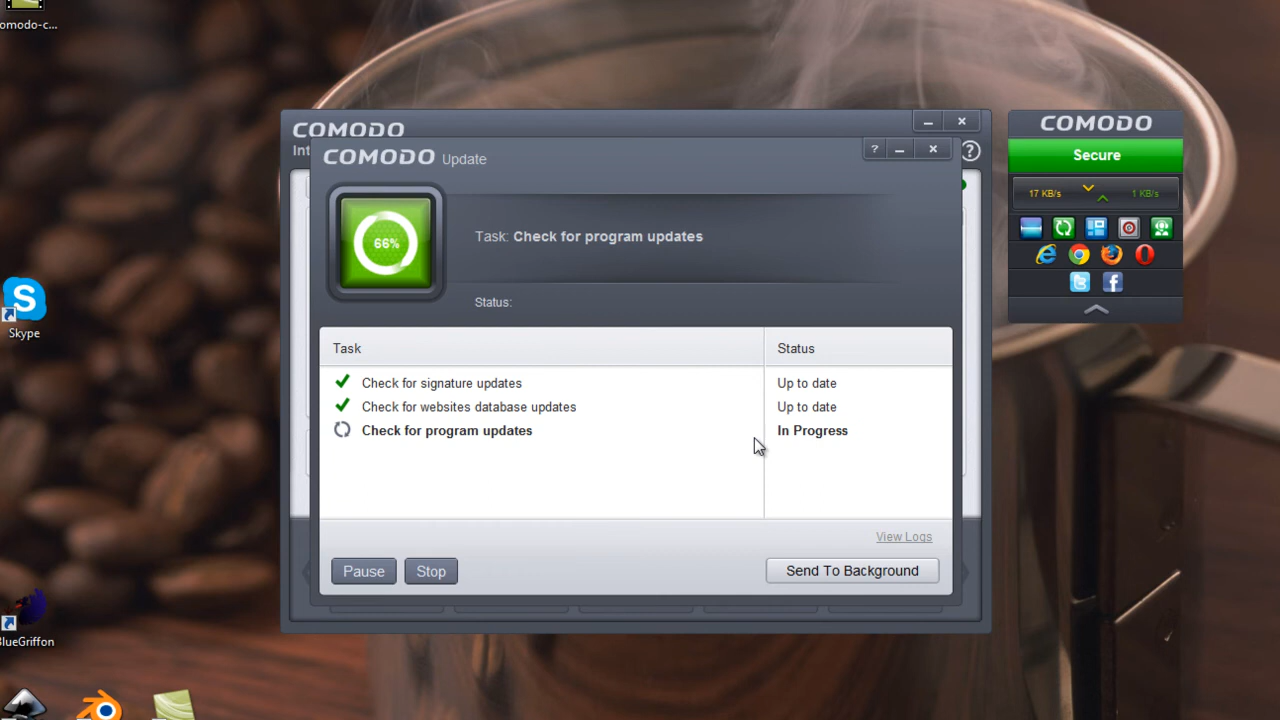 omodo-c...
COMODO
Int
COMODO Update
?
?
66%
Task: Check for program updates
Status:
Task
Status
Check for signature updates
Up to date
Check for websites database updates
Up to date
Check for program updates
In Progress
View Logs
Pause
Stop
Send To Background
COMODO
Secure
17 KB/s
1 KB/s
S
Skype
BlueGriffon